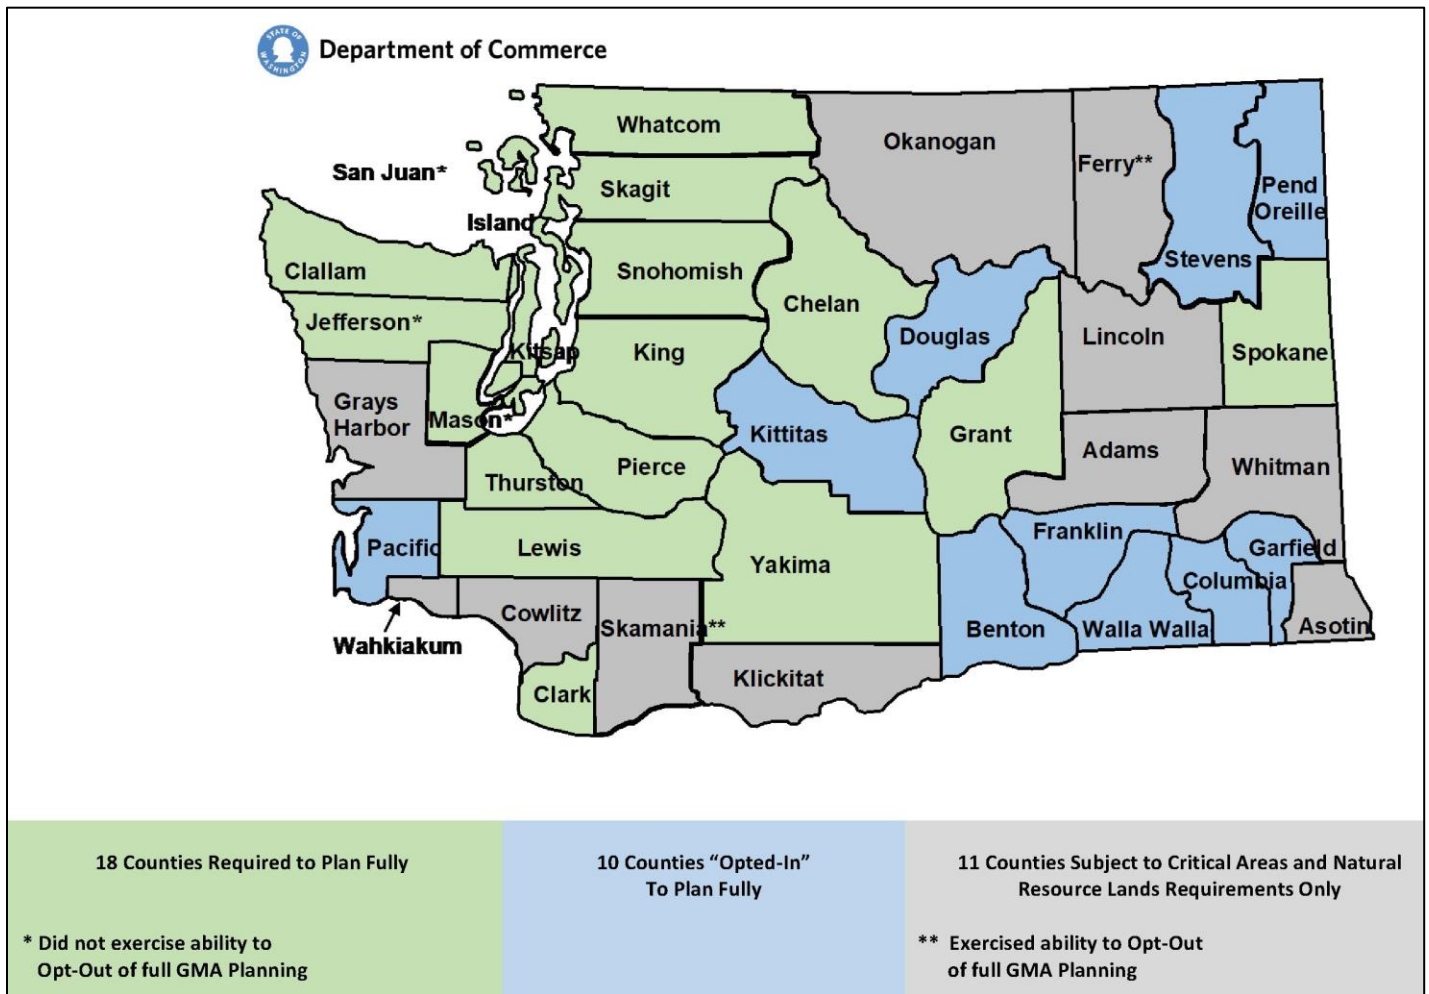 STATE OF WASHINGTON
Department of Commerce
Whatcom
Okanogan
Ferry**
San Juan*
Skagit
Pend
Oreille
Island
Stevens
Clallam
Snohomish
Chelan
Jefferson*
Douglas
Lincoln
Kitsap
King
Spokane
Grays
Harbor
Mason*
Kittitas
Grant
Adams
Pierce
Whitman
Thurston
Franklin
Pacific
Lewis
Garfield
Yakima
Columbia
Cowlitz
Skamania**
Benton
Walla Walla
Asotin
Wahkiakum
Klickitat
Clark
18 Counties Required to Plan Fully
* Did not exercise ability to
Opt-Out of full GMA Planning
10 Counties “Opted-In”
To Plan Fully
11 Counties Subject to Critical Areas and Natural
Resource Lands Requirements Only
** Exercised ability to Opt-Out
of full GMA Planning